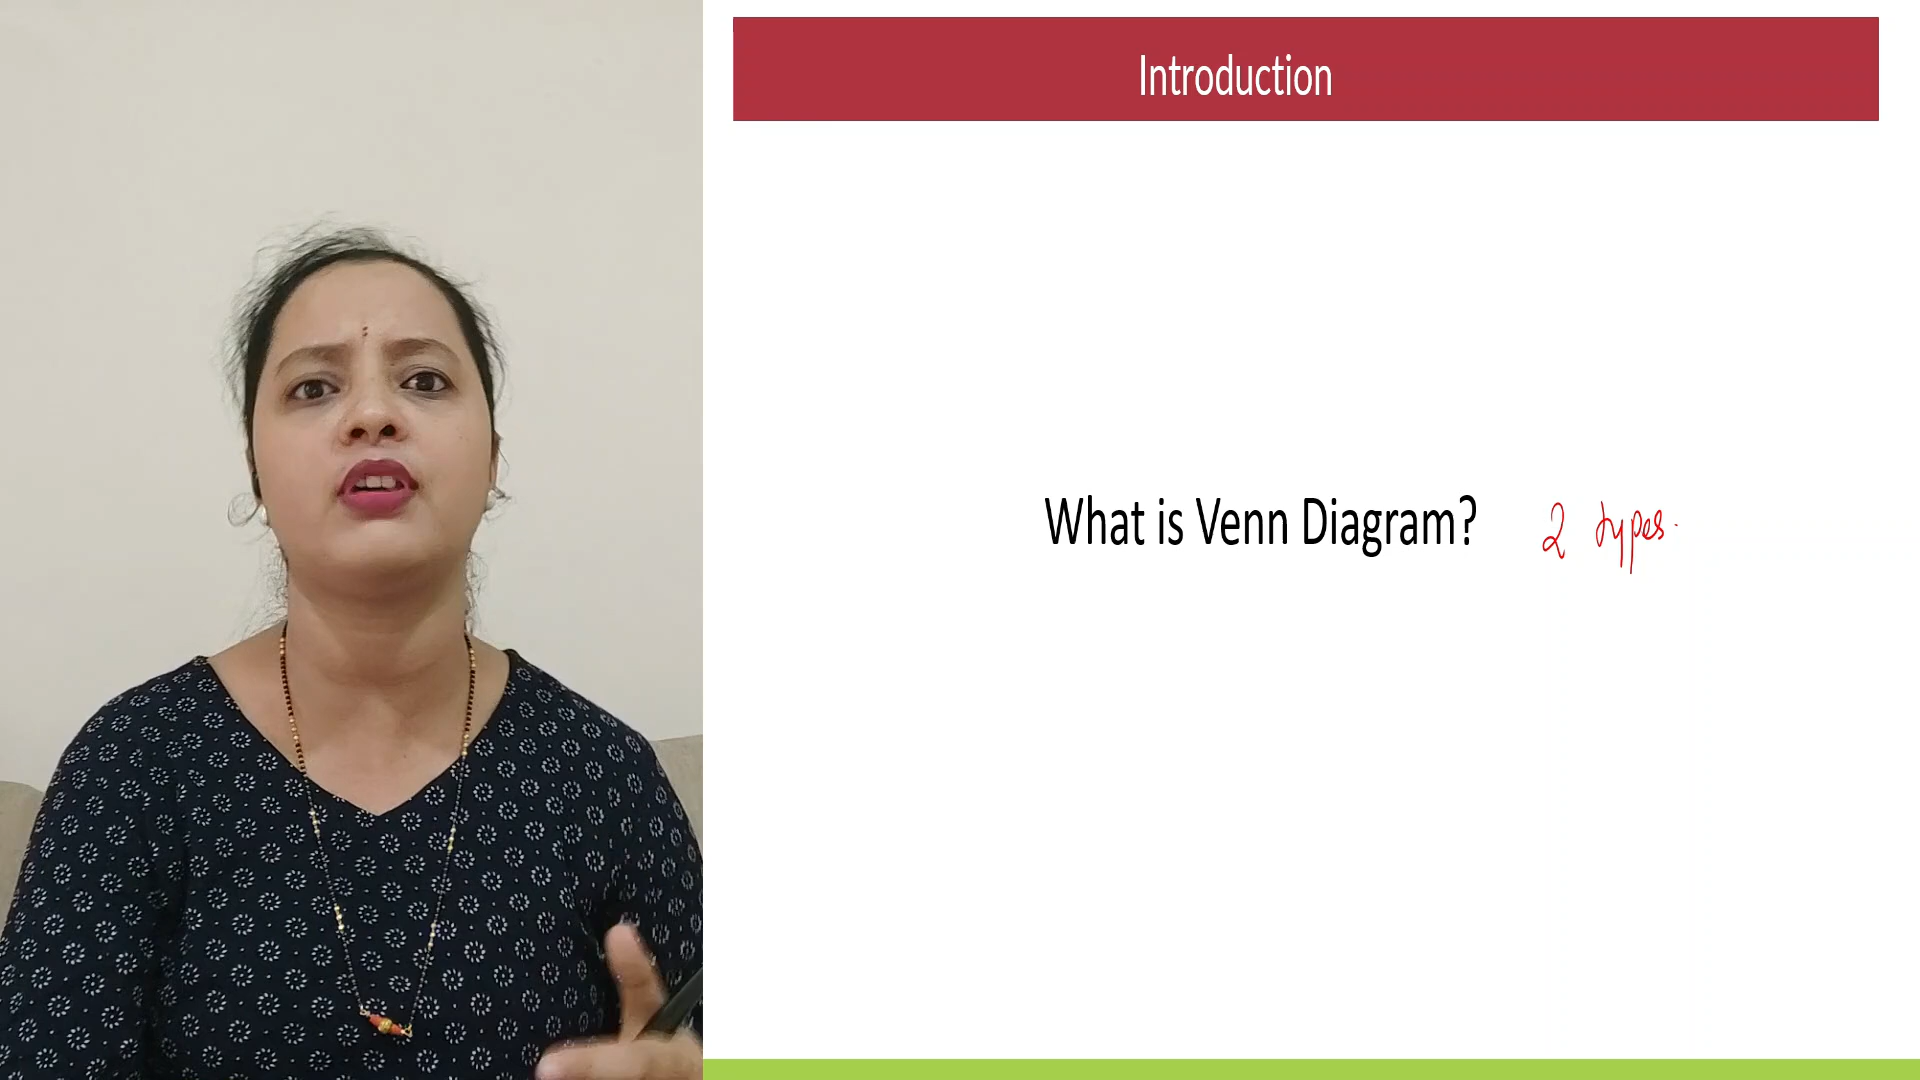 Introduction
What is Venn Diagram? 2 types.